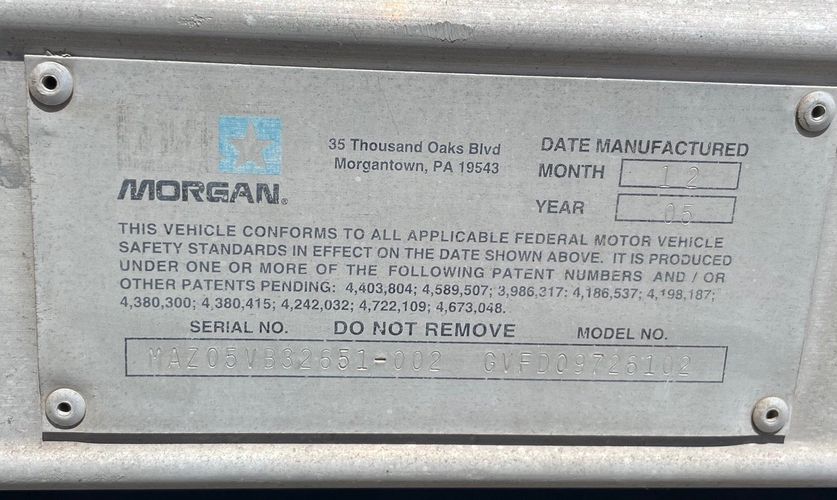 35 Thousand Oaks Blvd
Morgantown, PA 19543
DATE MANUFACTURED
MONTH 12
YEAR 05
MORGAN®
THIS VEHICLE CONFORMS TO ALL APPLICABLE FEDERAL MOTOR VEHICLE
SAFETY STANDARDS IN EFFECT ON THE DATE SHOWN ABOVE. IT IS PRODUCED
UNDER ONE OR MORE OF THE FOLLOWING PATENT NUMBERS AND / OR
OTHER PATENTS PENDING: 4,403,804; 4,589,507; 3,986,317: 4,186,537; 4,198,187;
4,380,300; 4,380,415; 4,242,032; 4,722,109; 4,673,048.
SERIAL NO. DO NOT REMOVE MODEL NO.
MAZ05VB32651-002 GVFD09726102